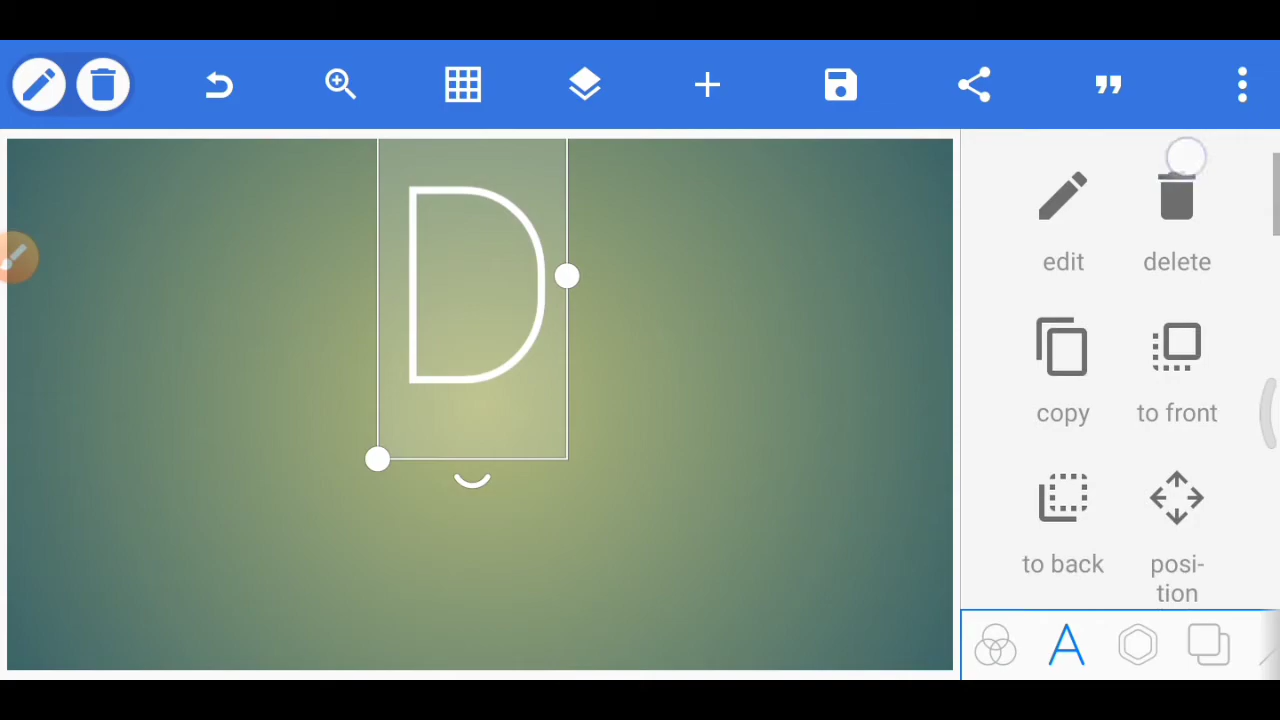 D
edit
delete
copy
to front
to back
posi-
tion